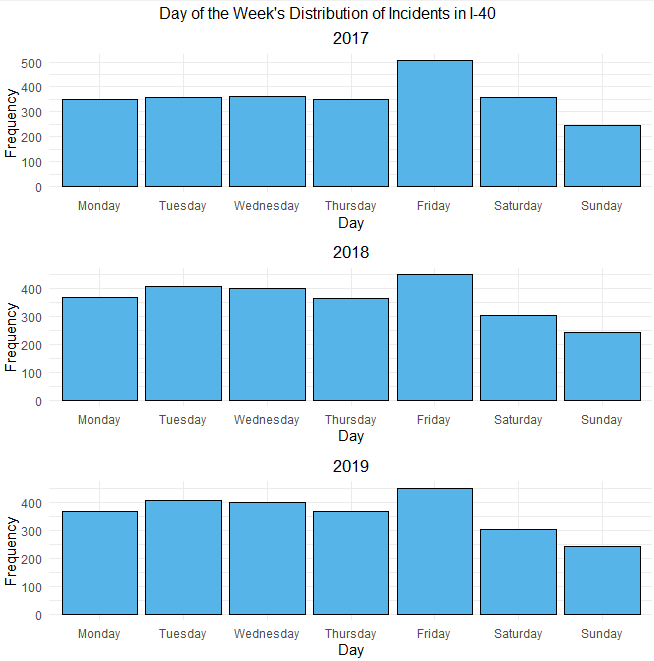 Day of the Week's Distribution of Incidents in I-40
2017
Frequency
500
400
300
200
100
0
Monday Tuesday Wednesday Thursday Friday Saturday Sunday
Day
2018
Frequency
400
300
200
100
0
Monday Tuesday Wednesday Thursday Friday Saturday Sunday
Day
2019
Frequency
400
300
200
100
0
Monday Tuesday Wednesday Thursday Friday Saturday Sunday
Day